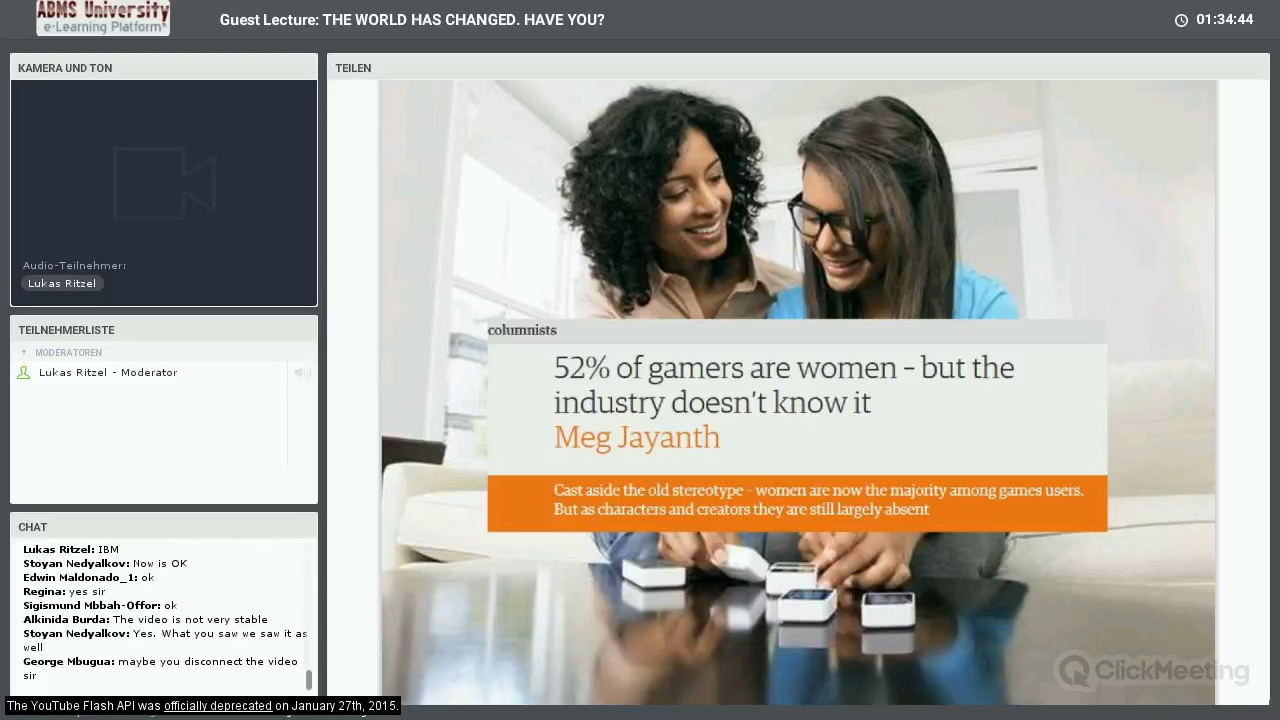 ABMS University
e-Learning Platform
Guest Lecture: THE WORLD HAS CHANGED. HAVE YOU?
01:34:44
KAMERA UND TON
Audio-Teilnehmer:
Lukas Ritzel
TEILNEHMERLISTE
MODERATOREN
Lukas Ritzel - Moderator
CHAT
Lukas Ritzel: IBM
Stoyan Nedyalkov: Now is OK
Edwin Maldonado_1: ok
Regina: yes sir
Sigismund Mbbah-Offor: ok
Alkinida Burda: The video is not very stable
Stoyan Nedyalkov: Yes. What you saw we saw it as
well
George Mbugua: maybe you disconnect the video
sir
The YouTube Flash API was officially deprecated on January 27th, 2015.
TEILEN
columnists
52% of gamers are women – but the
industry doesn't know it
Meg Jayanth
Cast aside the old stereotype – women are now the majority among games users.
But as characters and creators they are still largely absent
ClickMeeting